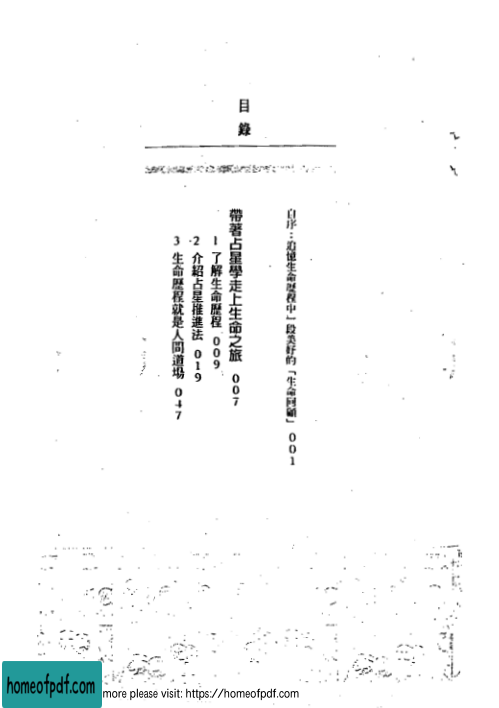 目錄
自序：追憶生命歷程中一段美好的「生命回顧」001
帶著占星學走上生命之旅 007
1 了解生命歷程 009
2 介紹占星推進法 019
3 生命歷程就是人間道場 047
homeofpdf.com
more please visit: https://homeofpdf.com